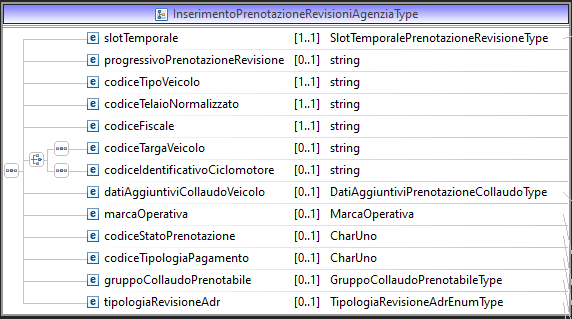 InserimentoPrenotazioneRevisioniAgenziaType
e slotTemporale [1..1] SlotTemporalePrenotazioneRevisioneType
e progressivoPrenotazioneRevisione [0..1] string
e codiceTipoVeicolo [1..1] string
e codiceTelaioNormalizzato [1..1] string
e codiceFiscale [1..1] string
e codiceTargaVeicolo [0..1] string
e codiceIdentificativoCiclomotore [0..1] string
e datiAggiuntiviCollaudoVeicolo [0..1] DatiAggiuntiviPrenotazioneCollaudoType
e marcaOperativa [0..1] MarcaOperativa
e codiceStatoPrenotazione [0..1] CharUno
e codiceTipologiaPagamento [0..1] CharUno
e gruppoCollaudoPrenotabile [0..1] GruppoCollaudoPrenotabileType
e tipologiaRevisioneAdr [0..1] TipologiaRevisioneAdrEnumType